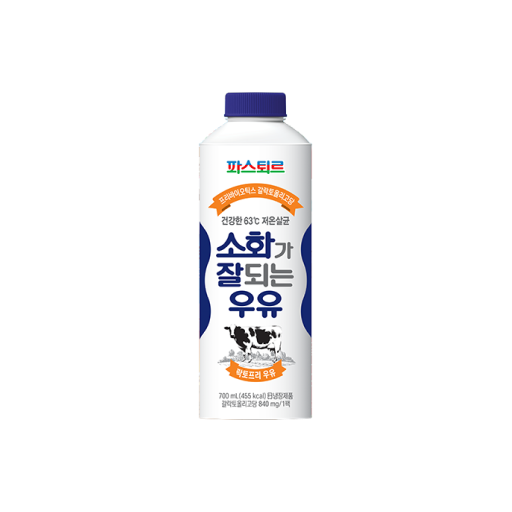 파스퇴르
프리바이오틱스 갈락토올리고당
건강한 63℃ 저온살균
소화가
잘되는
우유
락토프리 우유
700 mL(455 kcal) 냉장제품
갈락토올리고당 840 mg/1팩